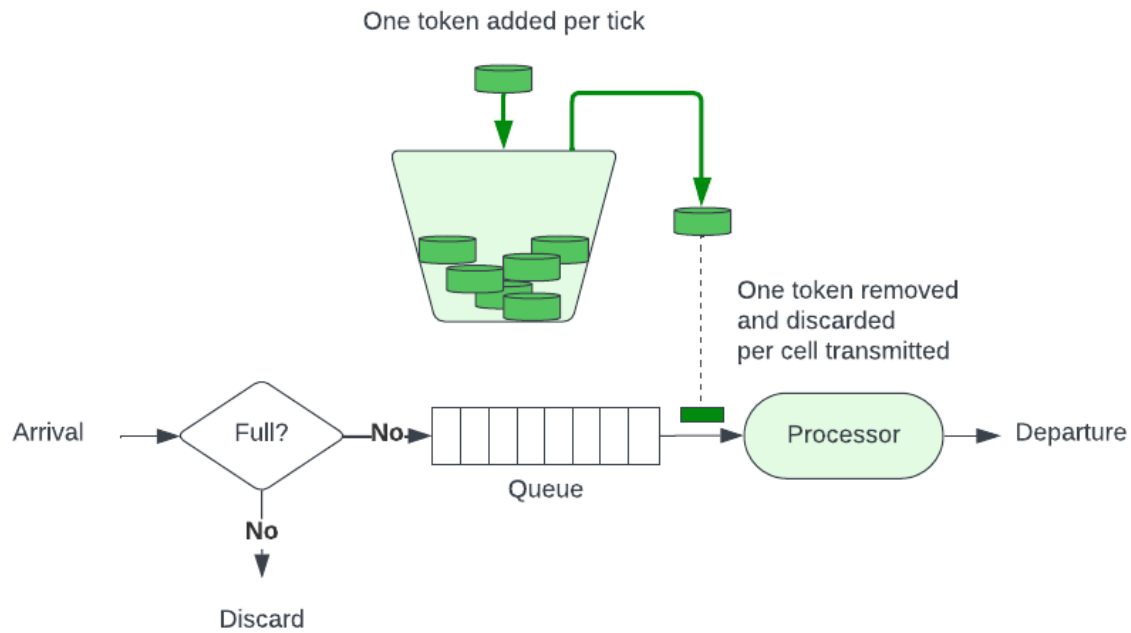 One token added per tick
One token removed
and discarded
per cell transmitted
Arrival
Full?
No
Queue
Processor
Departure
No
Discard